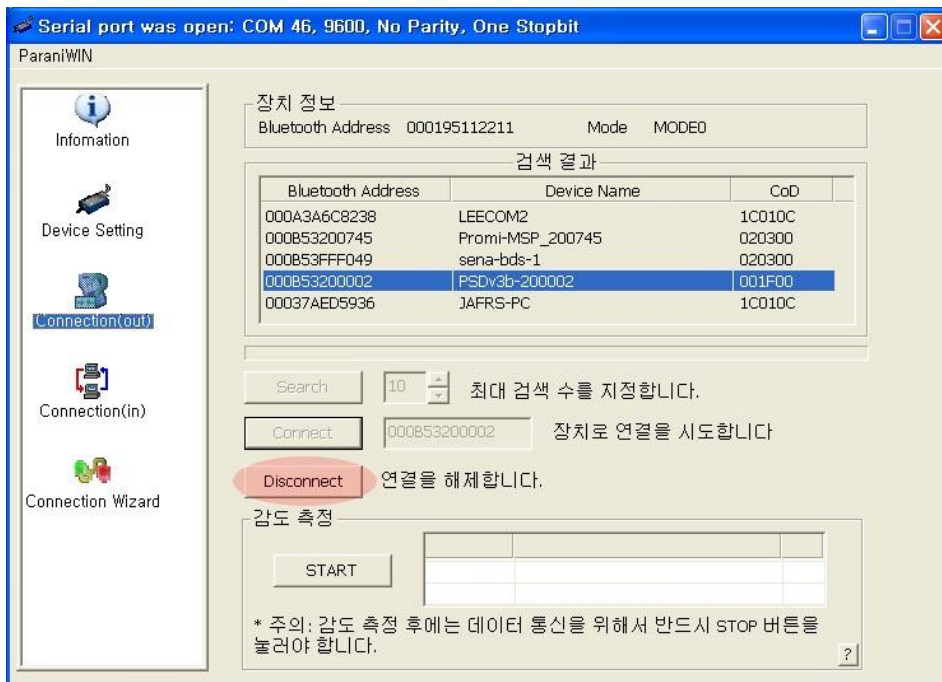 Serial port was open: COM 46, 9600, No Parity, One Stopbit
ParaniWIN
Infomation
Device Setting
Connection(out)
Connection(in)
Connection Wizard
장치 정보
Bluetooth Address 000195112211 Mode MODE0
검색 결과
Bluetooth Address Device Name CoD
000A3A6C8238 LEECOM2 1C010C
000B53200745 Promi-MSP_200745 020300
000B53FFF049 sena-bds-1 020300
000B53200002 PSDv3b-200002 001F00
00037AED5936 JAFRS-PC 1C010C
Search 10 최대 검색 수를 지정합니다.
Connect 000B53200002 장치로 연결을 시도합니다
Disconnect 연결을 해제합니다.
감도 측정
START
* 주의: 감도 측정 후에는 데이터 통신을 위해서 반드시 STOP 버튼을
눌러야 합니다.
?